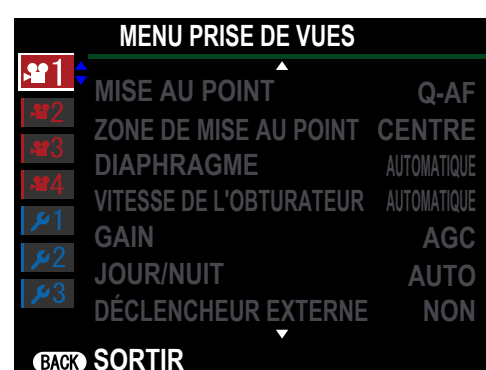 MENU PRISE DE VUES
1
MISE AU POINT Q-AF
2
ZONE DE MISE AU POINT CENTRE
3
DIAPHRAGME AUTOMATIQUE
4
VITESSE DE L'OBTURATEUR AUTOMATIQUE
1
GAIN AGC
2
JOUR/NUIT AUTO
3
DÉCLENCHEUR EXTERNE NON
BACK SORTIR